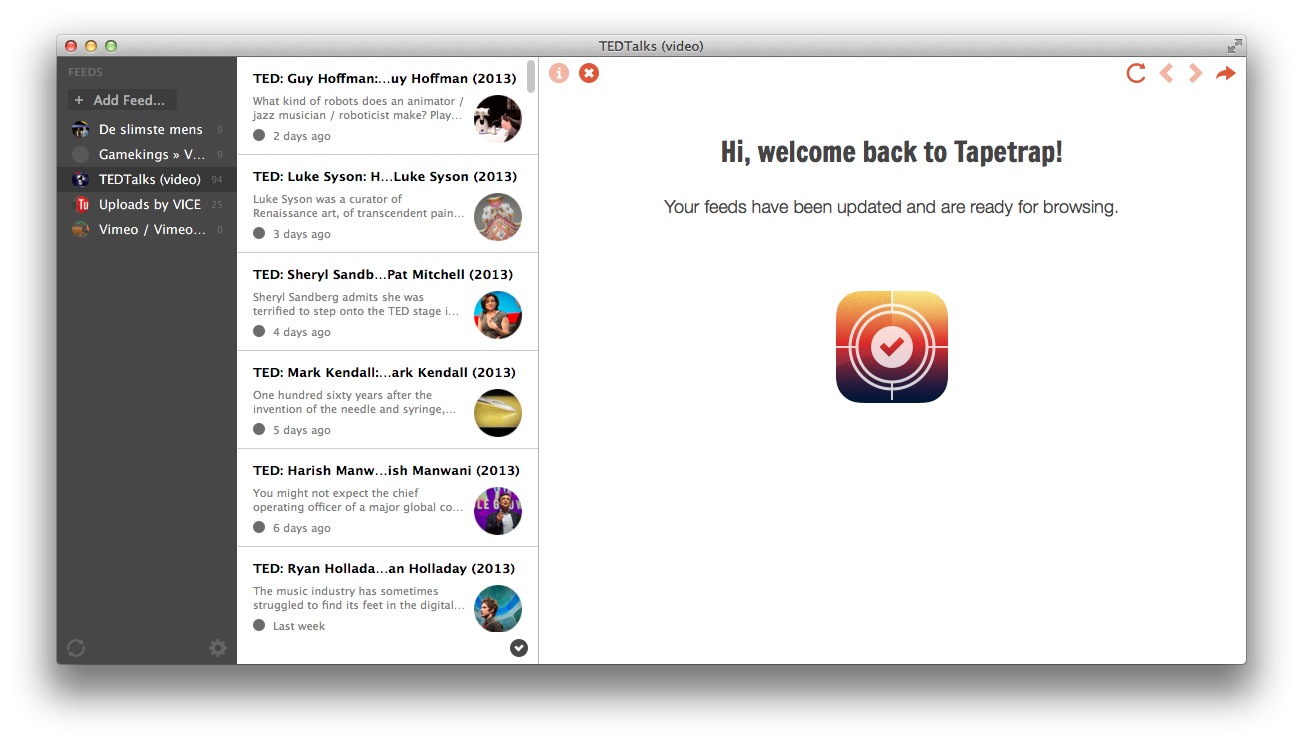 TEDTalks (video)
FEEDS
+ Add Feed...
De slimste mens 9
Gamekings » V... 9
TEDTalks (video) 94
Uploads by VICE 25
Vimeo / Vimeo... 0
TED: Guy Hoffman:...uy Hoffman (2013)
What kind of robots does an animator /
jazz musician / roboticist make? Play...
2 days ago
TED: Luke Syson: H...Luke Syson (2013)
Luke Syson was a curator of
Renaissance art, of transcendent pain...
3 days ago
TED: Sheryl Sandb...Pat Mitchell (2013)
Sheryl Sandberg admits she was
terrified to step onto the TED stage i...
4 days ago
TED: Mark Kendall:...ark Kendall (2013)
One hundred sixty years after the
invention of the needle and syringe,...
5 days ago
TED: Harish Manw...ish Manwani (2013)
You might not expect the chief
operating officer of a major global co...
6 days ago
TED: Ryan Hollada...an Holladay (2013)
The music industry has sometimes
struggled to find its feet in the digital...
Last week
Hi, welcome back to Tapetrap!
Your feeds have been updated and are ready for browsing.